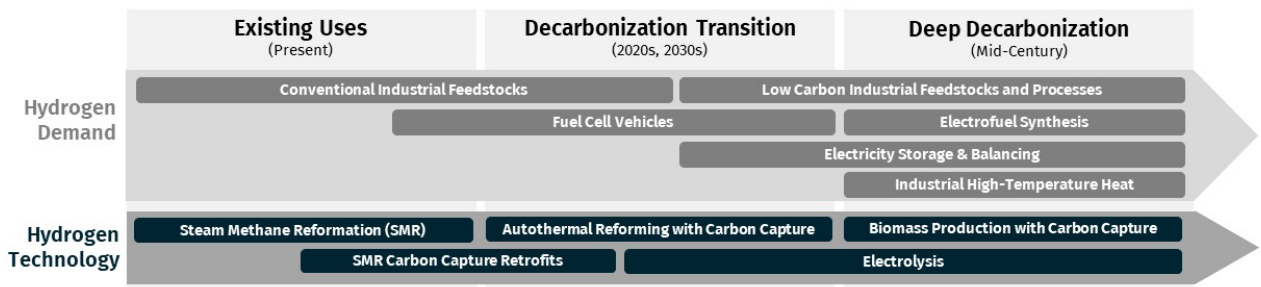 Existing Uses
(Present)
Decarbonization Transition
(2020s, 2030s)
Deep Decarbonization
(Mid-Century)
Hydrogen
Demand
Conventional Industrial Feedstocks
Low Carbon Industrial Feedstocks and Processes
Fuel Cell Vehicles
Electrofuel Synthesis
Electricity Storage & Balancing
Industrial High-Temperature Heat
Hydrogen
Technology
Steam Methane Reformation (SMR)
Autothermal Reforming with Carbon Capture
Biomass Production with Carbon Capture
SMR Carbon Capture Retrofits
Electrolysis